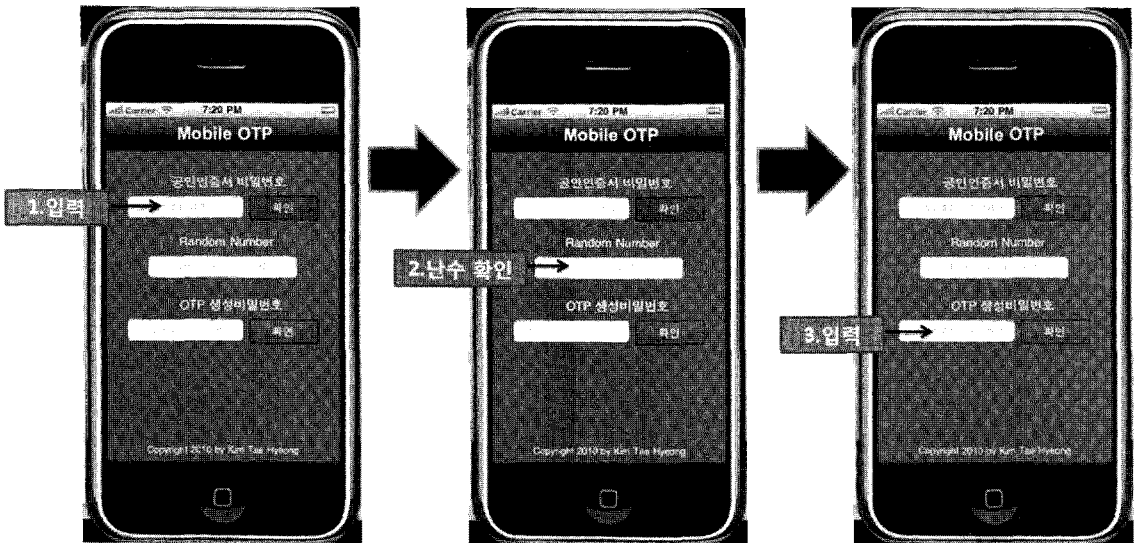 Carrier 7:20 PM
Mobile OTP
공인인증서 비밀번호
1.입력
확인
Random Number
OTP 생성비밀번호
확인
Copyright 2010 by Kim Tae Hyeong
Carrier 7:20 PM
Mobile OTP
공인인증서 비밀번호
확인
Random Number
2.난수 확인
OTP 생성비밀번호
확인
Copyright 2010 by Kim Tae Hyeong
Carrier 7:20 PM
Mobile OTP
공인인증서 비밀번호
확인
Random Number
OTP 생성비밀번호
3.입력
확인
Copyright 2010 by Kim Tae Hyeong